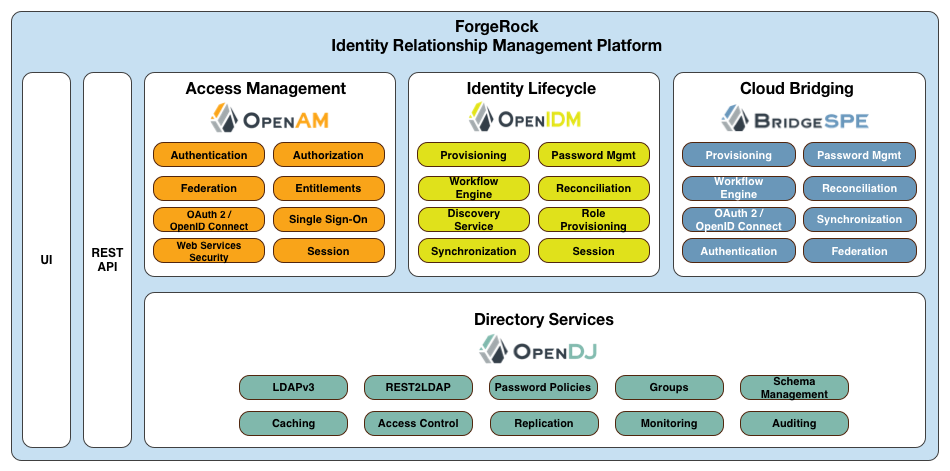 ForgeRock
Identity Relationship Management Platform
UI
REST
API
Access Management
OPENAM
Authentication
Authorization
Federation
Entitlements
OAuth 2 /
OpenID Connect
Single Sign-On
Web Services
Security
Session
Identity Lifecycle
OPENIDM
Provisioning
Password Mgmt
Workflow
Engine
Reconciliation
Discovery
Service
Role
Provisioning
Synchronization
Session
Cloud Bridging
BRIDGESPE
Provisioning
Password Mgmt
Workflow
Engine
Reconciliation
OAuth 2 /
OpenID Connect
Synchronization
Authentication
Federation
Directory Services
OPENDJ
LDAPv3
REST2LDAP
Password Policies
Groups
Schema
Management
Caching
Access Control
Replication
Monitoring
Auditing